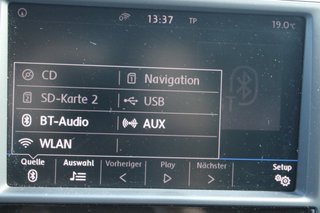 13:37 TP 19.0°C
CD Navigation
SD-Karte 2 USB
BT-Audio AUX
WLAN
Quelle Auswahl Vorheriger Play Nächster Setup